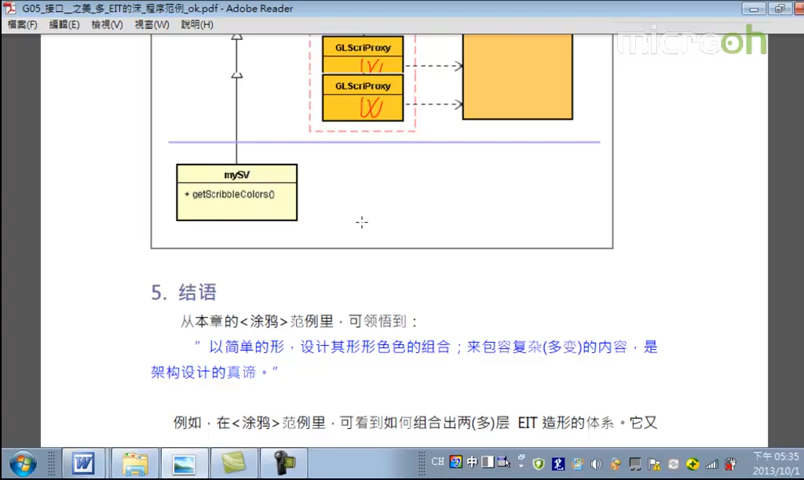 G05_接口__之美_多_EIT的深_程序范例_ok.pdf - Adobe Reader
檔案(F) 編輯(E) 檢視(V) 視窗(W) 說明(H)
microoh
GLScriProxy
GLScriProxy
mySV
+ getScribbleColors()
5. 结语
从本章的<涂鸦>范例里，可领悟到：
"以简单的形，设计其形形色色的组合；来包容复杂(多变)的内容，是
架构设计的真谛。"
例如，在<涂鸦>范例里，可看到如何组合出两(多)层 EIT 造形的体系。它又
CH
下午 05:35
2013/10/1